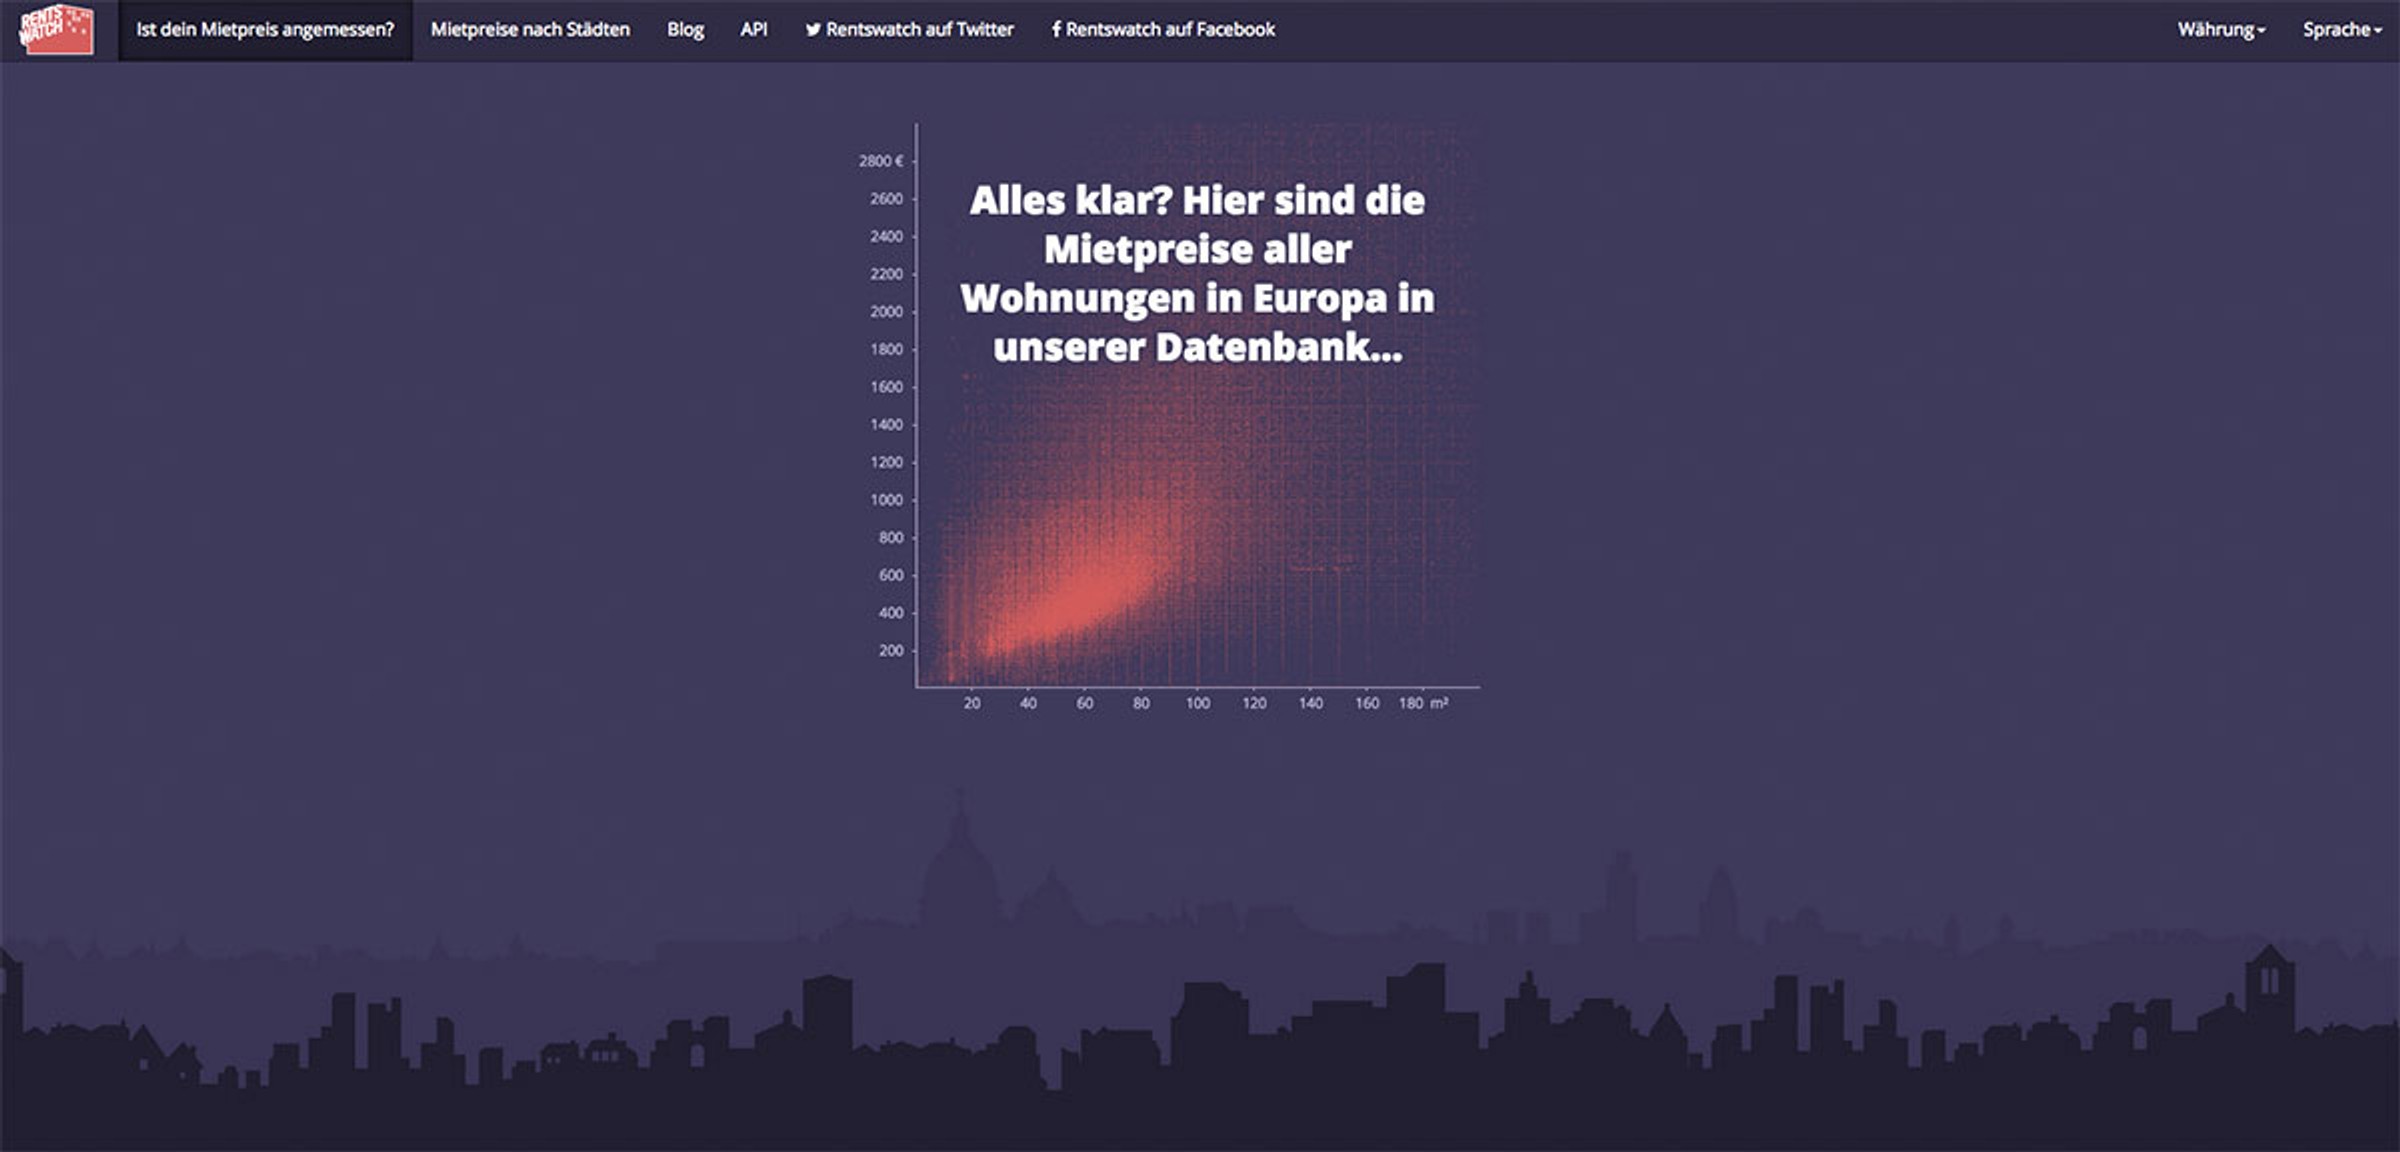 RENTS
WATCH
Ist dein Mietpreis angemessen?
Mietpreise nach Städten
Blog
API
Rentswatch auf Twitter
Rentswatch auf Facebook
Währung
Sprache
Alles klar? Hier sind die
Mietpreise aller
Wohnungen in Europa in
unserer Datenbank...
2800 €
2600
2400
2200
2000
1800
1600
1400
1200
1000
800
600
400
200
20 40 60 80 100 120 140 160 180 m²